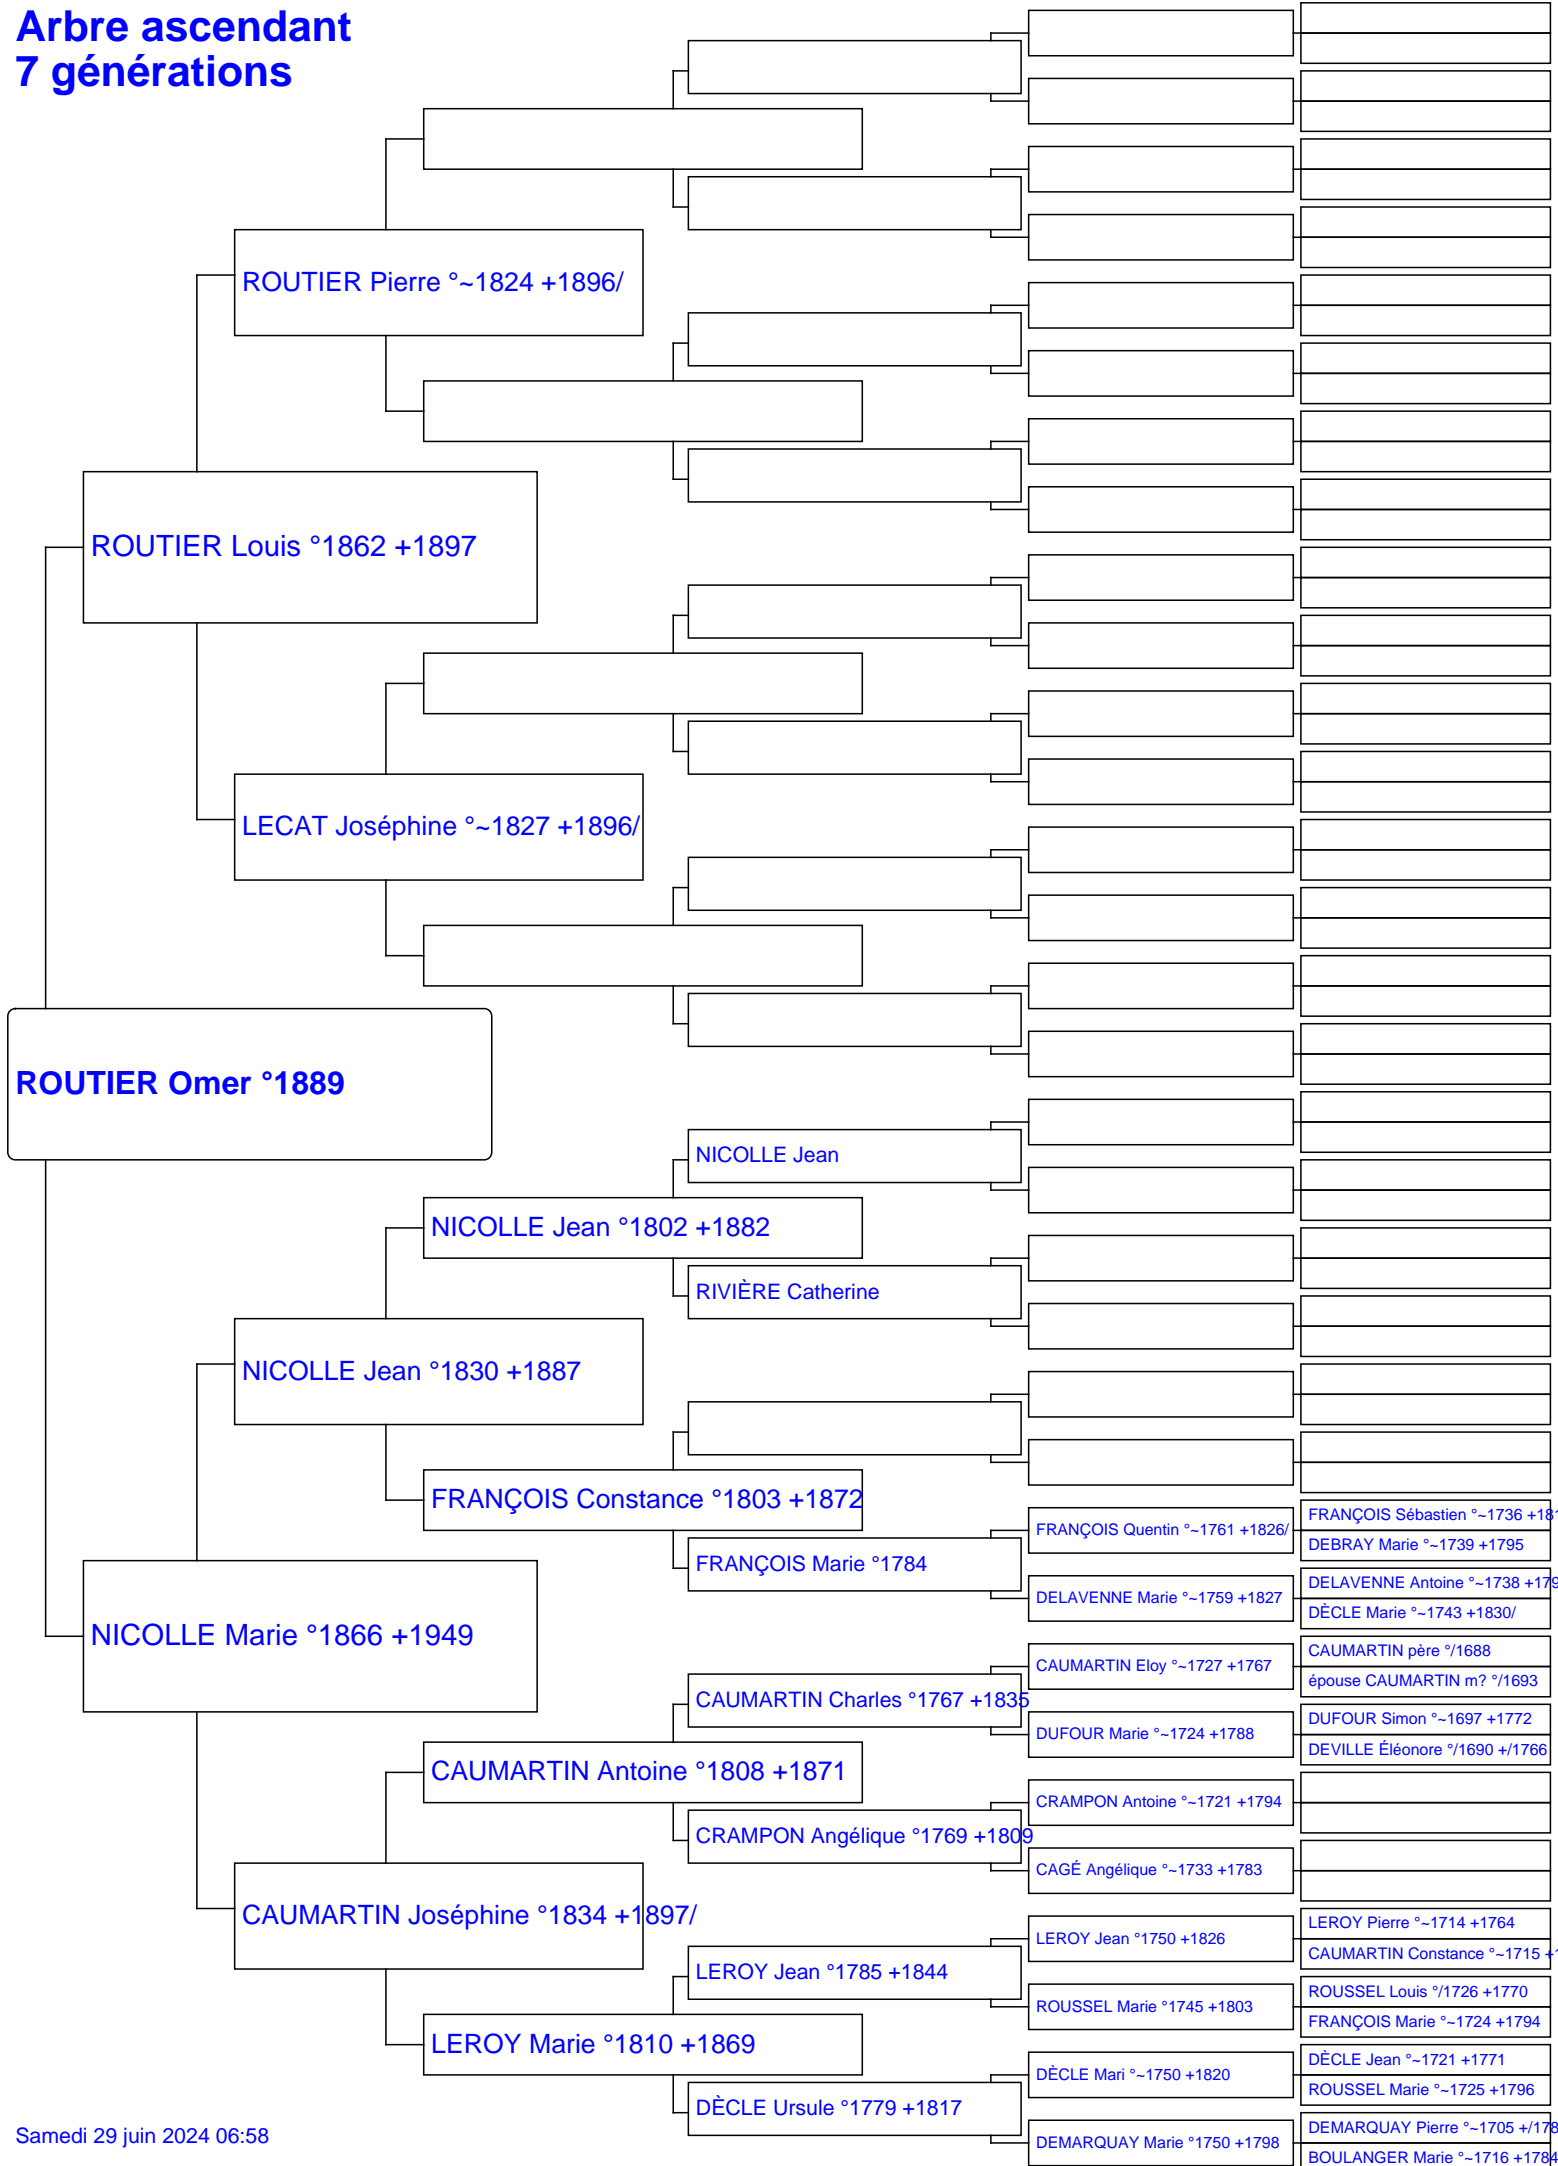 Arbre ascendant
7 générations
ROUTIER Pierre °~1824 +1896/
ROUTIER Louis °1862 +1897
LECAT Joséphine °~1827 +1896/
ROUTIER Omer °1889
NICOLLE Jean
NICOLLE Jean °1802 +1882
RIVIÈRE Catherine
NICOLLE Jean °1830 +1887
FRANÇOIS Constance °1803 +1872
FRANÇOIS Sébastien °~1736 +181
FRANÇOIS Quentin °~1761 +1826/
DEBRAY Marie °~1739 +1795
FRANÇOIS Marie °1784
DELAVENNE Antoine °~1738 +179
DELAVENNE Marie °~1759 +1827
DÈCLE Marie °~1743 +1830/
NICOLLE Marie °1866 +1949
CAUMARTIN père °/1688
CAUMARTIN Eloy °~1727 +1767
épouse CAUMARTIN m? °/1693
CAUMARTIN Charles °1767 +1835
DUFOUR Simon °~1697 +1772
DUFOUR Marie °~1724 +1788
DEVILLE Éléonore °/1690 +/1766
CAUMARTIN Antoine °1808 +1871
CRAMPON Antoine °~1721 +1794
CRAMPON Angélique °1769 +1809
CAGÉ Angélique °~1733 +1783
CAUMARTIN Joséphine °1834 +1897/
LEROY Pierre °~1714 +1764
LEROY Jean °1750 +1826
CAUMARTIN Constance °~1715 +
LEROY Jean °1785 +1844
ROUSSEL Louis °/1726 +1770
ROUSSEL Marie °1745 +1803
FRANÇOIS Marie °~1724 +1794
LEROY Marie °1810 +1869
DÈCLE Jean °~1721 +1771
DÈCLE Mari °~1750 +1820
ROUSSEL Marie °~1725 +1796
DÈCLE Ursule °1779 +1817
DEMARQUAY Pierre °~1705 +/178
DEMARQUAY Marie °1750 +1798
BOULANGER Marie °~1716 +1784
Samedi 29 juin 2024 06:58